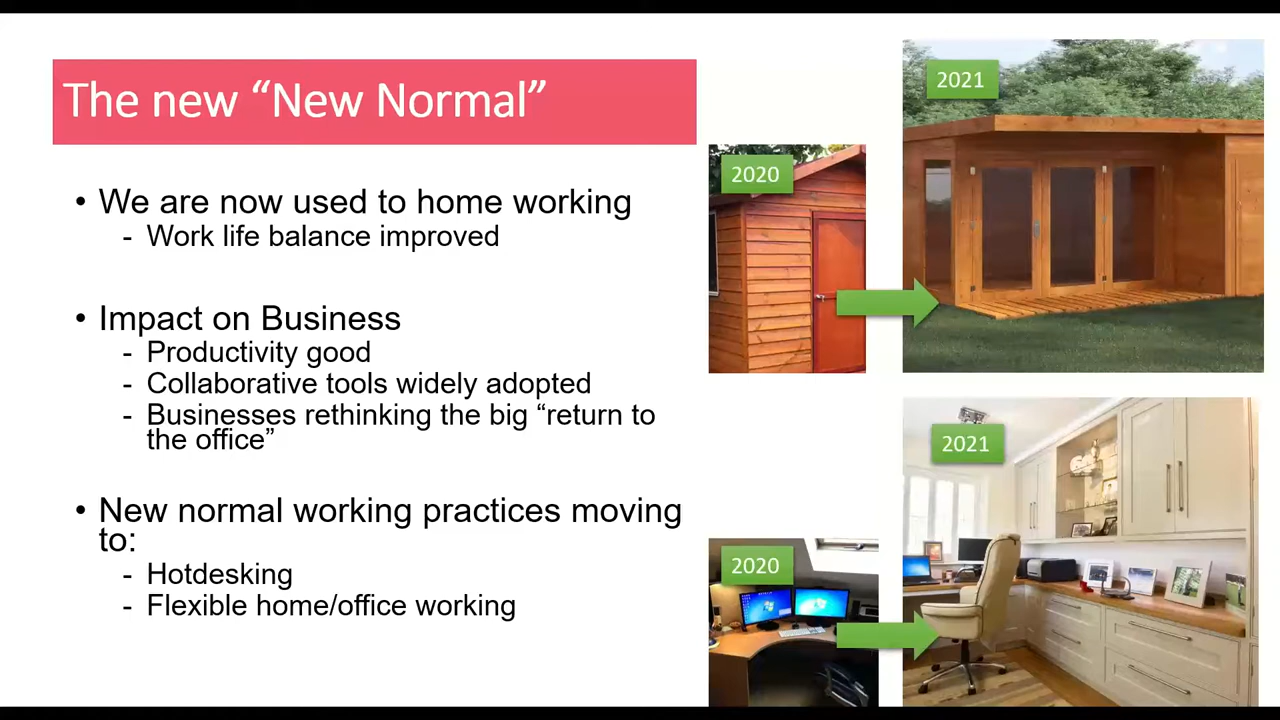 The new “New Normal”
• We are now used to home working
- Work life balance improved
• Impact on Business
- Productivity good
- Collaborative tools widely adopted
- Businesses rethinking the big “return to
the office”
• New normal working practices moving
to:
- Hotdesking
- Flexible home/office working
2020
2021
2020
2021